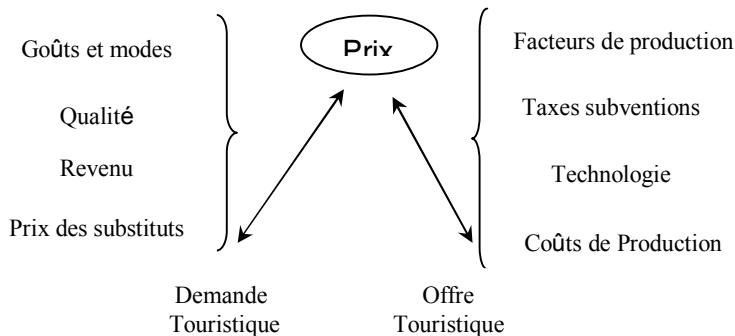 Goûts et modes
Qualité
Revenu
Prix des substituts
Prix
Facteurs de production
Taxes subventions
Technologie
Coûts de Production
Demande
Touristique
Offre
Touristique